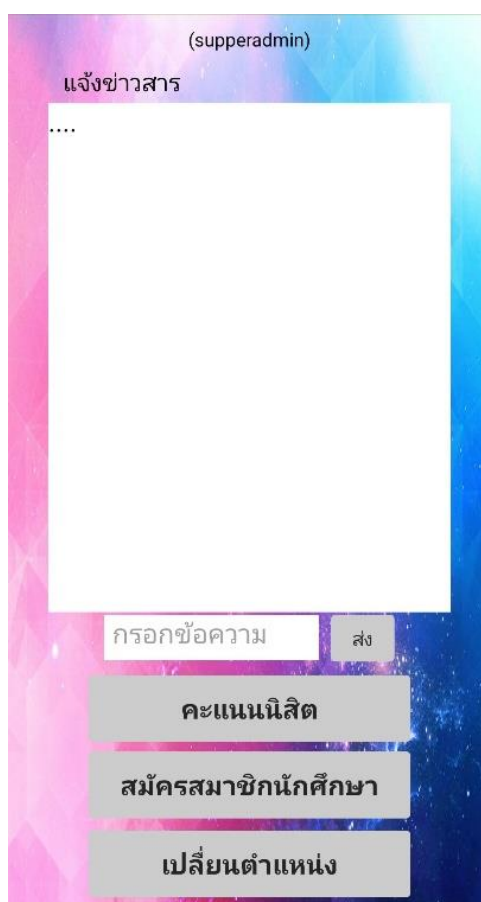 (supperadmin)
แจ้งข่าวสาร
....
กรอกข้อความ
ส่ง
คะแนนนิสิต
สมัครสมาชิกนักศึกษา
เปลี่ยนตำแหน่ง